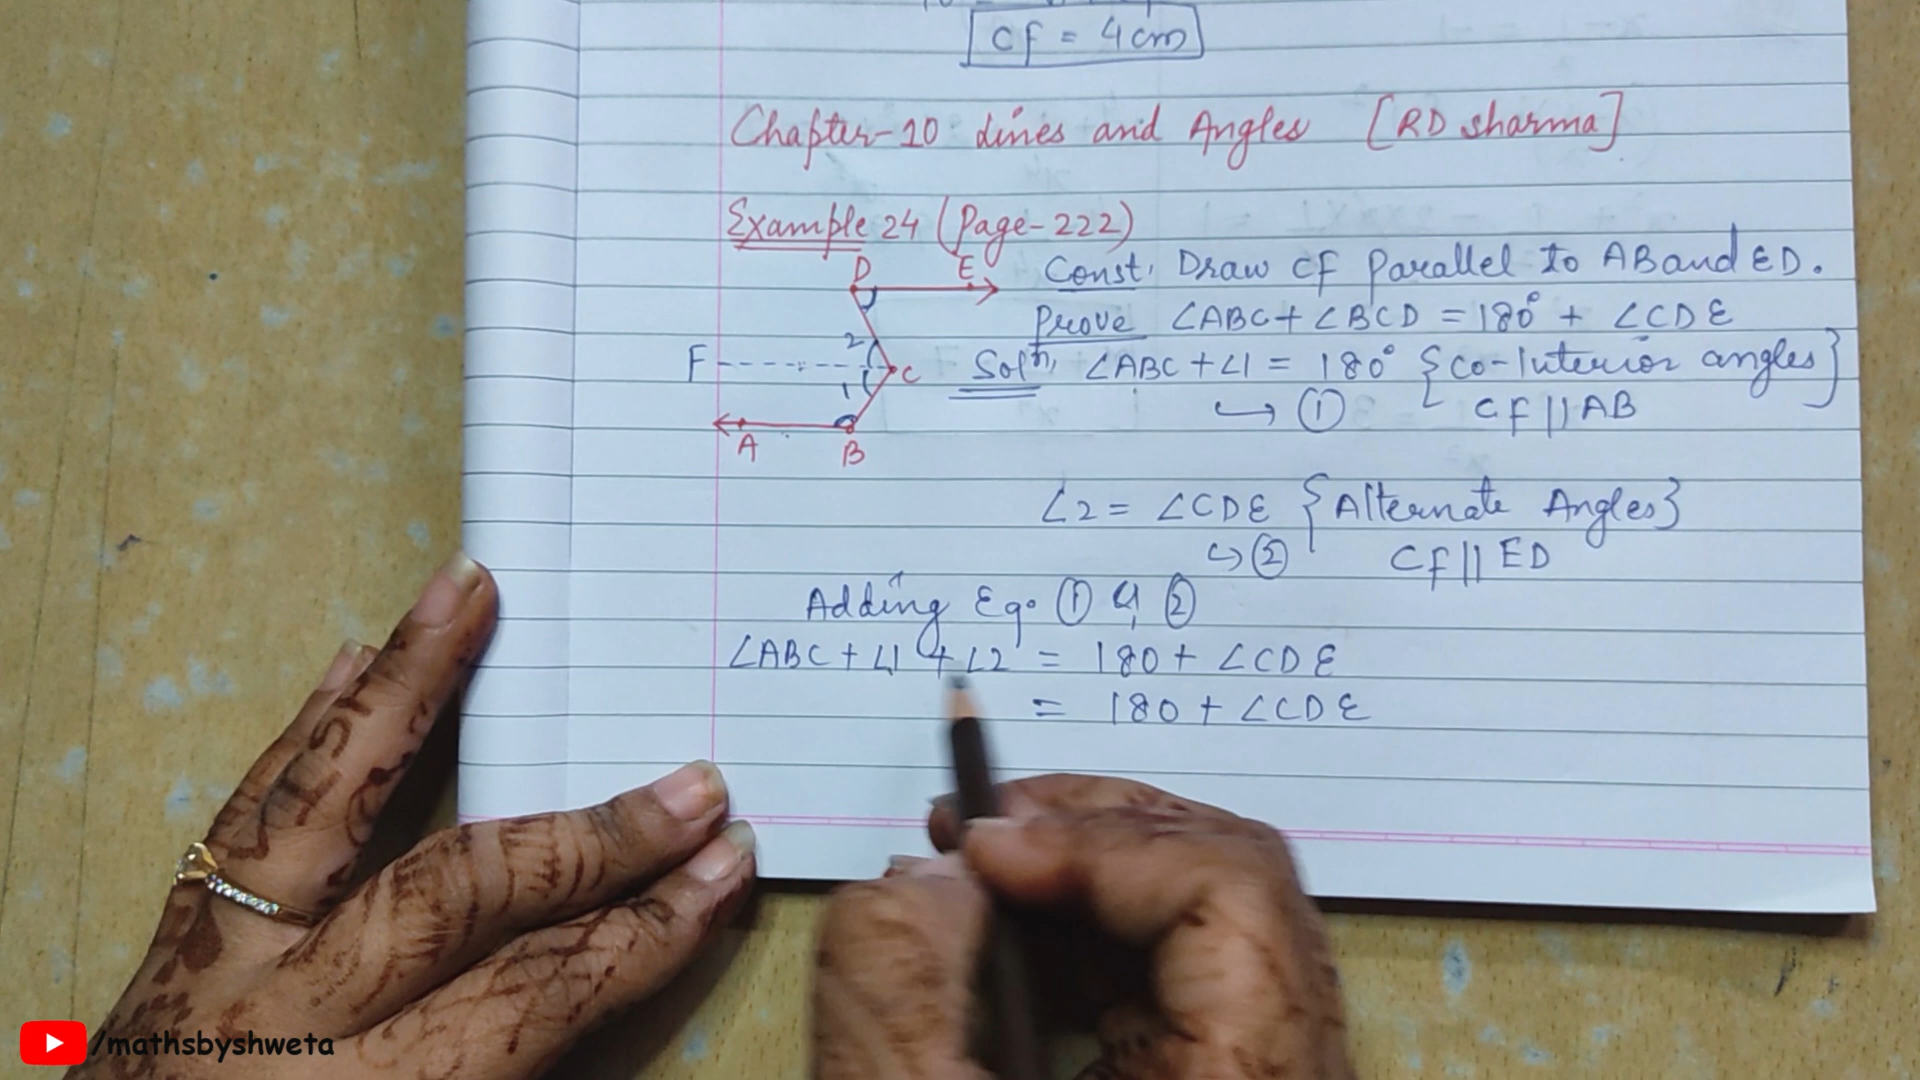 CF = 4cm
Chapter-10 Lines and Angles [RD Sharma]
Example 24 (Page-222)
D E
Const. Draw CF Parallel to AB and ED.
Prove ∠ABC + ∠BCD = 180° + ∠CDE
2
F C
1
Solⁿ, ∠ABC + ∠1 = 180° {Co-Interior angles}
↪ ① CF || AB
A B
∠2 = ∠CDE {Alternate Angles}
↪ ② CF || ED
Adding Eq. ① & ②
∠ABC + ∠1 + ∠2 = 180 + ∠CDE
= 180 + ∠CDE
/mathsbyshweta